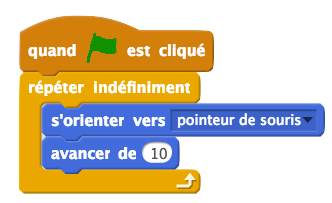 quand est cliqué
répéter indéfiniment
s'orienter vers pointeur de souris
avancer de 10